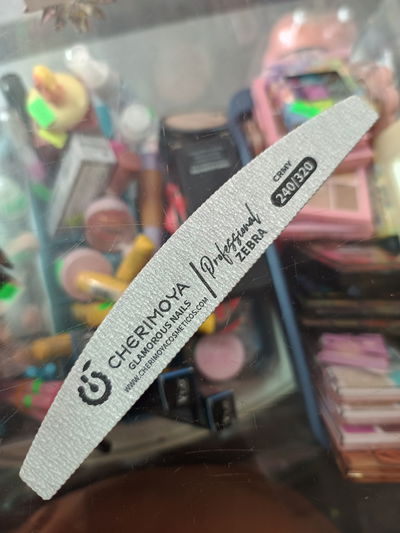 CHERIMOYA
GLAMOROUS NAILS
WWW.CHERIMOYACOSMETICOS.COM
Professional
ZEBRA
CRMY
240/320